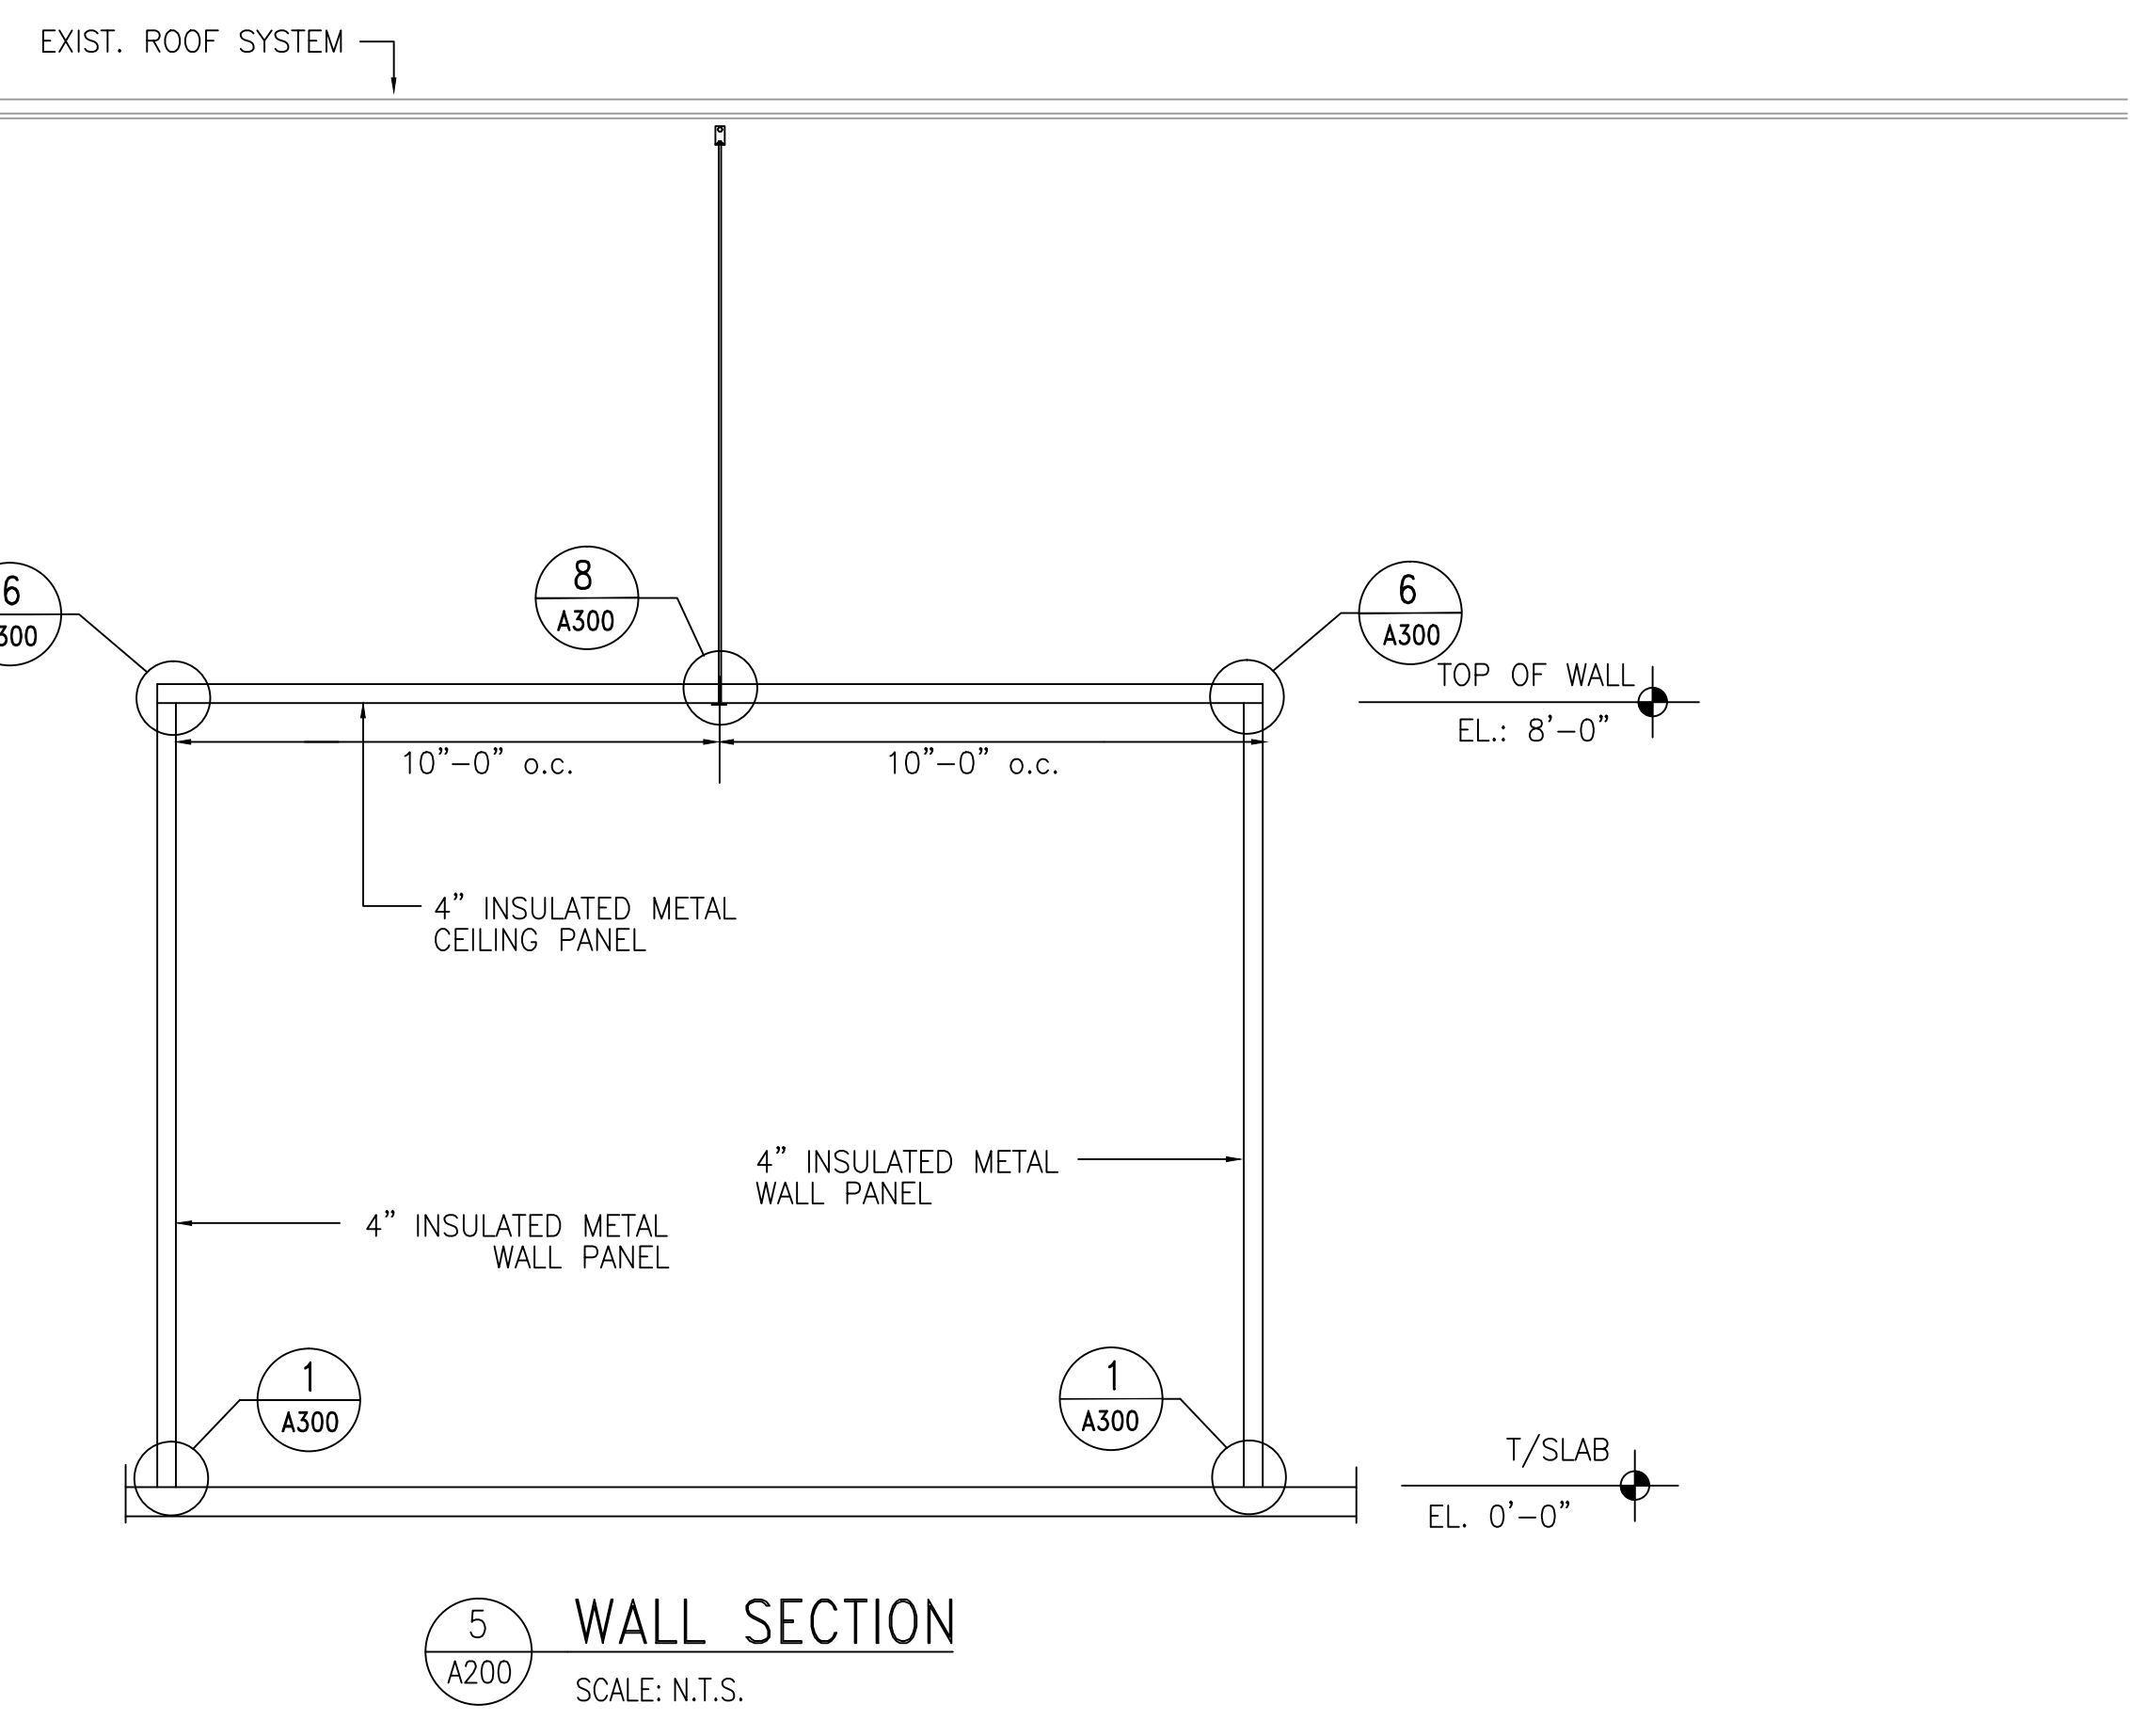 EXIST. ROOF SYSTEM
6
300
8
A300
6
A300
TOP OF WALL
EL.: 8'-0”
10”-0” o.c.
10”-0” o.c.
4” INSULATED METAL
CEILING PANEL
4” INSULATED METAL
WALL PANEL
4” INSULATED METAL
WALL PANEL
1
A300
1
A300
T/SLAB
EL. 0'-0”
5
A200
WALL SECTION
SCALE: N.T.S.